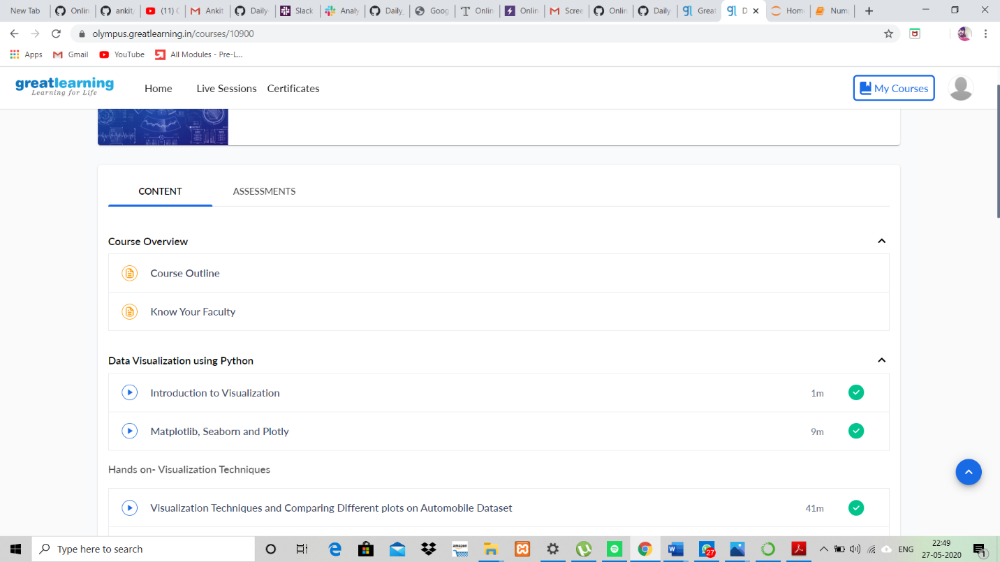 New Tab Onlin ankit/ (11) C Ankit Daily- Slack Analy Daily_ Goog Onlin Onlin Scree Onlin Daily Great D Home Nump
olympus.greatlearning.in/courses/10900
Apps Gmail YouTube All Modules - Pre-L...
greatlearning
Learning for Life
Home Live Sessions Certificates My Courses
CONTENT ASSESSMENTS
Course Overview
Course Outline
Know Your Faculty
Data Visualization using Python
Introduction to Visualization 1m
Matplotlib, Seaborn and Plotly 9m
Hands on- Visualization Techniques
Visualization Techniques and Comparing Different plots on Automobile Dataset 41m
Type here to search amazon 27 ENG 22:49
27-05-2020 1